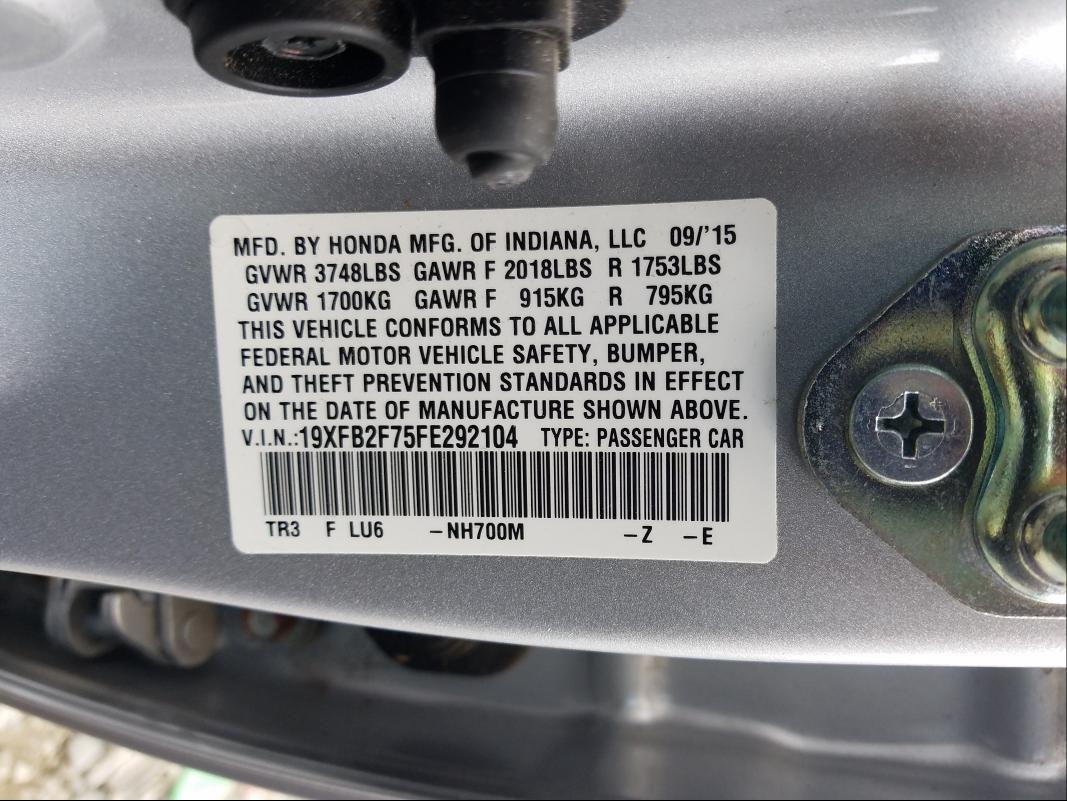 MFD. BY HONDA MFG. OF INDIANA, LLC 09/'15
GVWR 3748LBS GAWR F 2018LBS R 1753LBS
GVWR 1700KG GAWR F 915KG R 795KG
THIS VEHICLE CONFORMS TO ALL APPLICABLE
FEDERAL MOTOR VEHICLE SAFETY, BUMPER,
AND THEFT PREVENTION STANDARDS IN EFFECT
ON THE DATE OF MANUFACTURE SHOWN ABOVE.
V.I.N.:19XFB2F75FE292104 TYPE: PASSENGER CAR
TR3 F LU6 -NH700M -Z -E